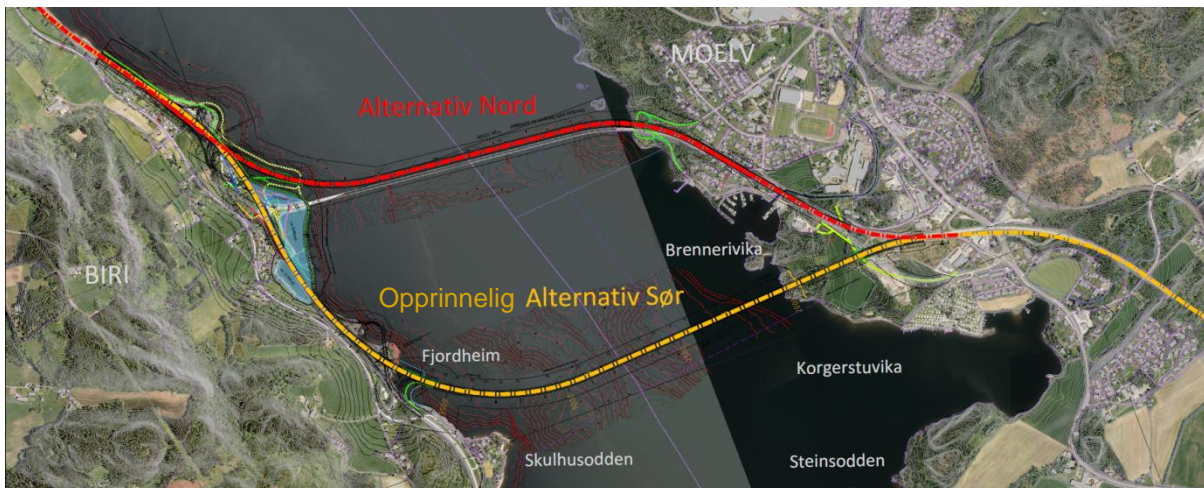 MOELV
Alternativ Nord
Brennerivika
BIRI
Opprinnelig Alternativ Sør
Fjordheim
Korgerstuvika
Skulhusodden
Steinsodden